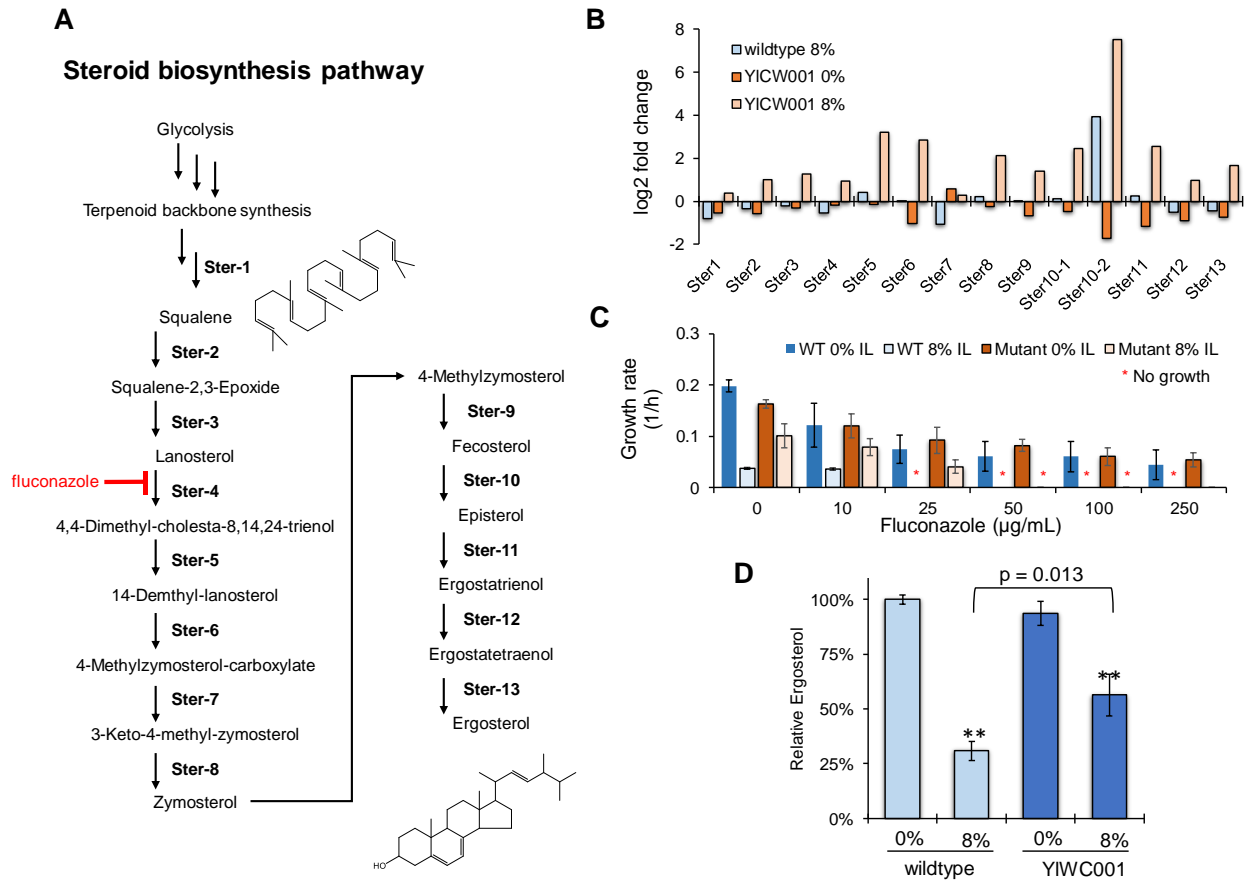 A
Steroid biosynthesis pathway
Glycolysis
Terpenoid backbone synthesis
Ster-1
Squalene
Ster-2
Squalene-2,3-Epoxide
Ster-3
Lanosterol
fluconazole
Ster-4
4,4-Dimethyl-cholesta-8,14,24-trienol
Ster-5
14-Demthyl-lanosterol
Ster-6
4-Methylzymosterol-carboxylate
Ster-7
3-Keto-4-methyl-zymosterol
Ster-8
Zymosterol
4-Methylzymosterol
Ster-9
Fecosterol
Ster-10
Episterol
Ster-11
Ergostatrienol
Ster-12
Ergostatetraenol
Ster-13
Ergosterol
HO
B
log2 fold change
8
6
4
2
0
-2
wildtype 8%
YlCW001 0%
YlCW001 8%
Ster1 Ster2 Ster3 Ster4 Ster5 Ster6 Ster7 Ster8 Ster9 Ster10-1 Ster10-2 Ster11 Ster12 Ster13
C
Growth rate
(1/h)
0.3
0.2
0.1
0
WT 0% IL WT 8% IL Mutant 0% IL Mutant 8% IL
* No growth
* * * * * *
0 10 25 50 100 250
Fluconazole (µg/mL)
D
p = 0.013
Relative Ergosterol
100%
75%
50%
25%
0%
** **
0% 8% 0% 8%
wildtype YlWC001